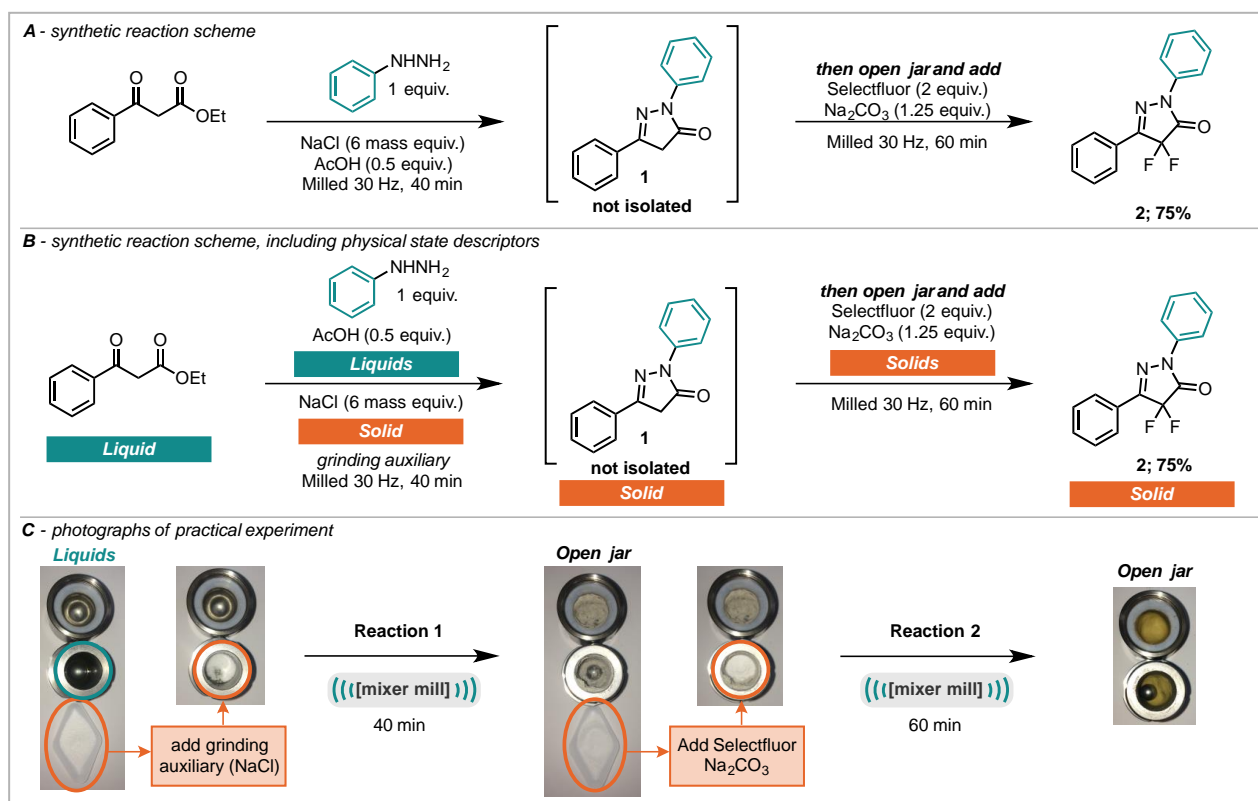 A - synthetic reaction scheme
O O
OEt
NHNH2
1 equiv.
NaCl (6 mass equiv.)
AcOH (0.5 equiv.)
Milled 30 Hz, 40 min
N
N
O
1
not isolated
then open jar and add
Selectfluor (2 equiv.)
Na2CO3 (1.25 equiv.)
Milled 30 Hz, 60 min
N
N
O
F F
2; 75%
B - synthetic reaction scheme, including physical state descriptors
O O
OEt
Liquid
NHNH2
1 equiv.
AcOH (0.5 equiv.)
Liquids
NaCl (6 mass equiv.)
Solid
grinding auxiliary
Milled 30 Hz, 40 min
N
N
O
1
not isolated
Solid
then open jar and add
Selectfluor (2 equiv.)
Na2CO3 (1.25 equiv.)
Solids
Milled 30 Hz, 60 min
N
N
O
F F
2; 75%
Solid
C - photographs of practical experiment
Liquids
add grinding
auxiliary (NaCl)
Reaction 1
((([mixer mill])))
40 min
Open jar
Add Selectfluor
Na2CO3
Reaction 2
((([mixer mill])))
60 min
Open jar